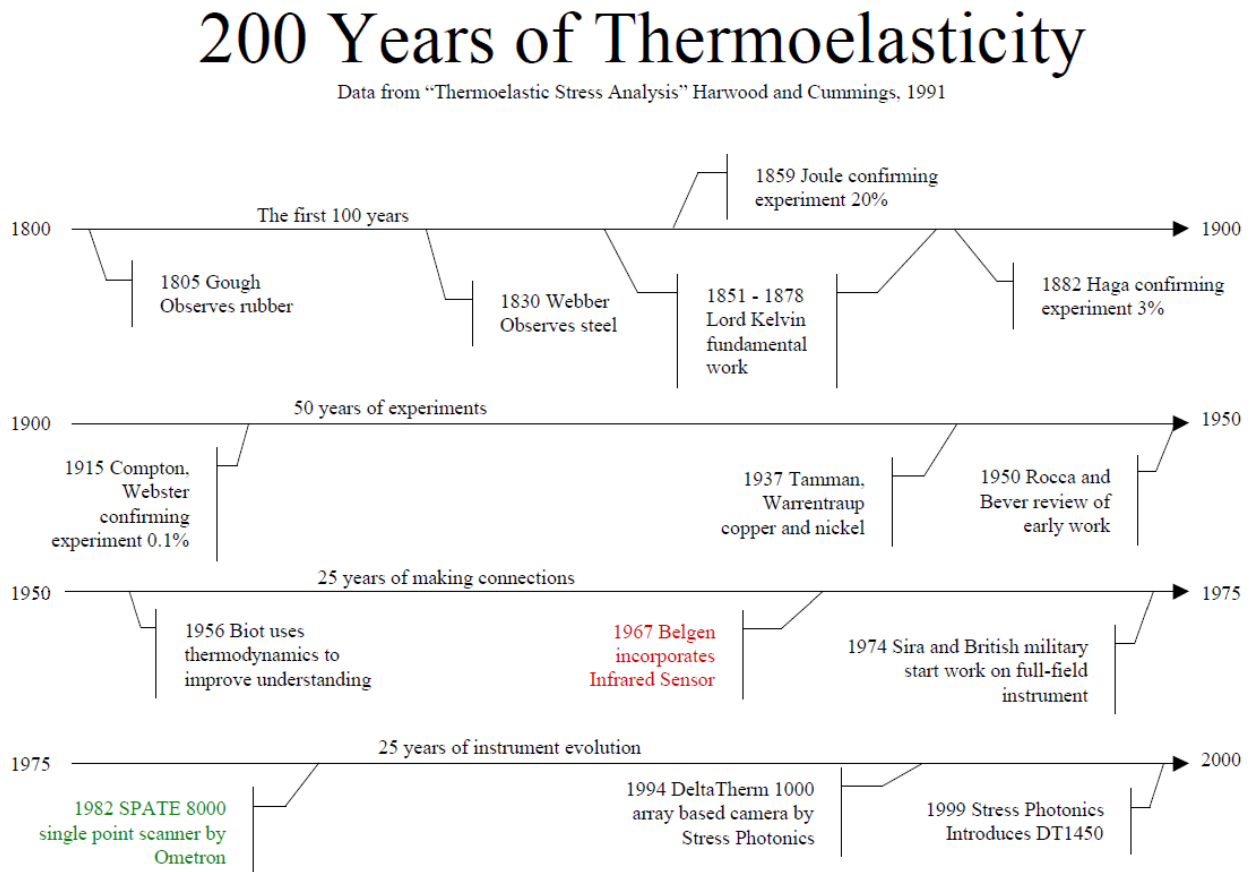 200 Years of Thermoelasticity
Data from “Thermoelastic Stress Analysis” Harwood and Cummings, 1991
1859 Joule confirming
experiment 20%
The first 100 years
1800
1900
1805 Gough
Observes rubber
1830 Webber
Observes steel
1851 - 1878
Lord Kelvin
fundamental
work
1882 Haga confirming
experiment 3%
50 years of experiments
1900
1950
1915 Compton,
Webster
confirming
experiment 0.1%
1937 Tamman,
Warrentraup
copper and nickel
1950 Rocca and
Bever review of
early work
25 years of making connections
1950
1975
1956 Biot uses
thermodynamics to
improve understanding
1967 Belgen
incorporates
Infrared Sensor
1974 Sira and British military
start work on full-field
instrument
25 years of instrument evolution
1975
2000
1982 SPATE 8000
single point scanner by
Ometron
1994 DeltaTherm 1000
array based camera by
Stress Photonics
1999 Stress Photonics
Introduces DT1450